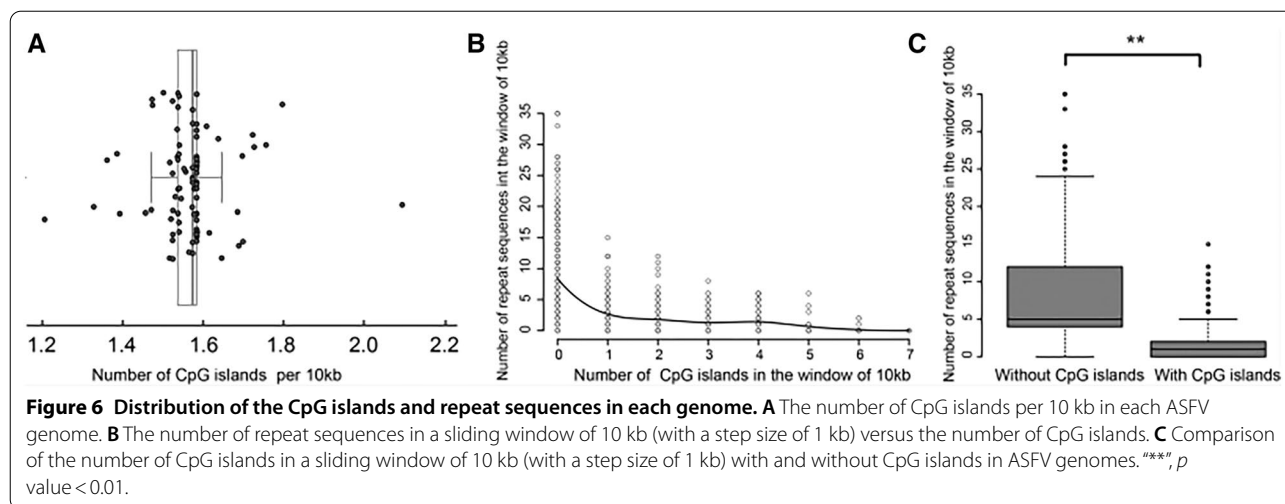 A
1.2 1.4 1.6 1.8 2.0 2.2
Number of CpG islands per 10kb
B
Number of repeat sequences int the window of 10kb
35
30
25
20
15
10
5
0
0 1 2 3 4 5 6 7
Number of CpG islands in the window of 10kb
C
**
Number of repeat sequences in the window of 10kb
35
30
25
20
15
10
5
0
Without CpG islands With CpG islands
Figure 6 Distribution of the CpG islands and repeat sequences in each genome. A The number of CpG islands per 10 kb in each ASFV
genome. B The number of repeat sequences in a sliding window of 10 kb (with a step size of 1 kb) versus the number of CpG islands. C Comparison
of the number of CpG islands in a sliding window of 10 kb (with a step size of 1 kb) with and without CpG islands in ASFV genomes. “**”, p
value < 0.01.